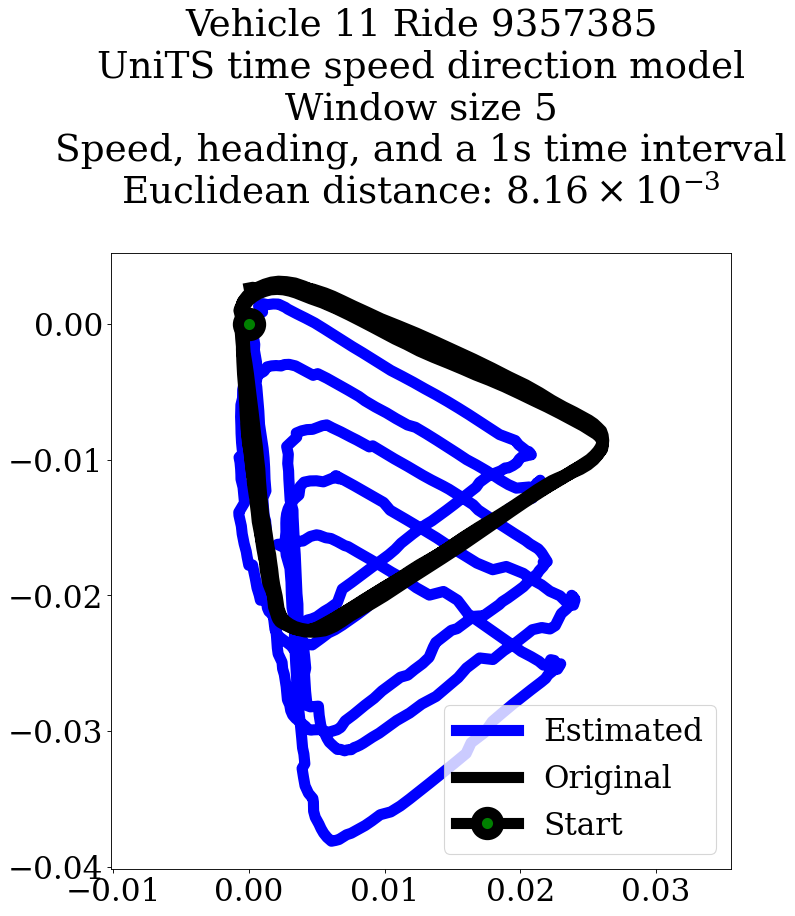 Vehicle 11 Ride 9357385
UniTS time speed direction model
Window size 5
Speed, heading, and a 1s time interval
Euclidean distance: 8.16 × 10⁻³
0.00
−0.01
−0.02
−0.03
−0.04
−0.01 0.00 0.01 0.02 0.03
Estimated
Original
Start